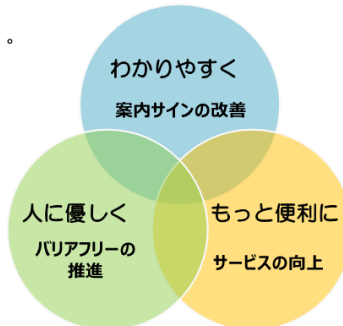 。
わかりやすく
案内サインの改善
人に優しく
バリアフリーの
推進
もっと便利に
サービスの向上